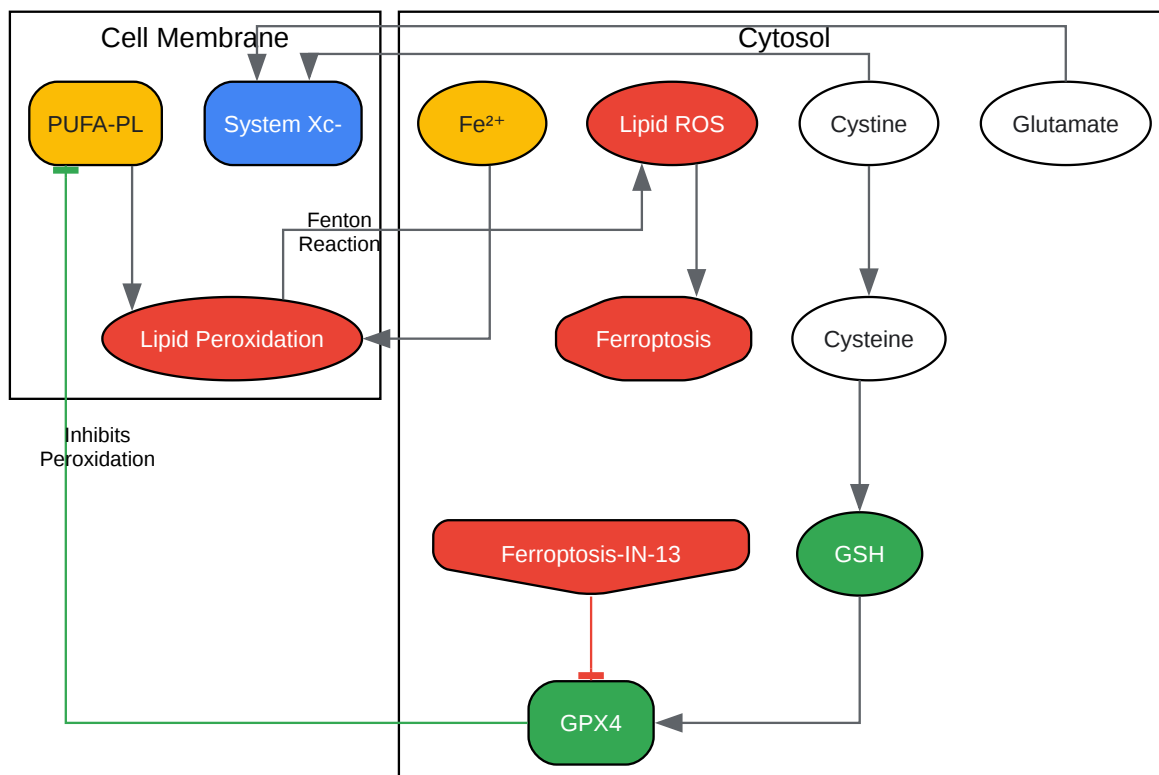 Cell Membrane
Cytosol
PUFA-PL
System Xc-
Fe²⁺
Lipid ROS
Cystine
Glutamate
Fenton
Reaction
Lipid Peroxidation
Ferroptosis
Cysteine
Inhibits
Peroxidation
Ferroptosis-IN-13
GSH
GPX4